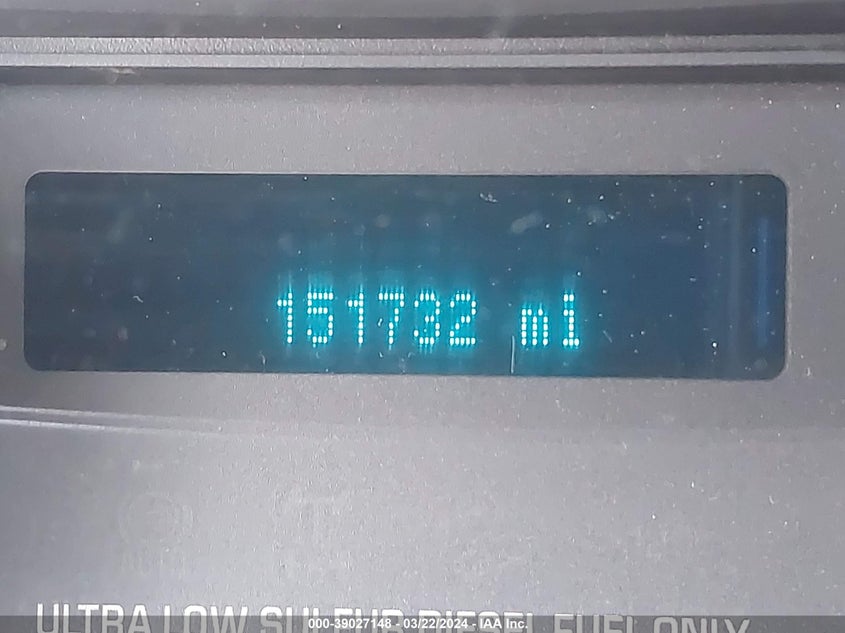 151732 mi
ULTRA LOW SULFUR DIESEL FUEL ONLY
000-39027148 - 03/22/2024 - IAA Inc.